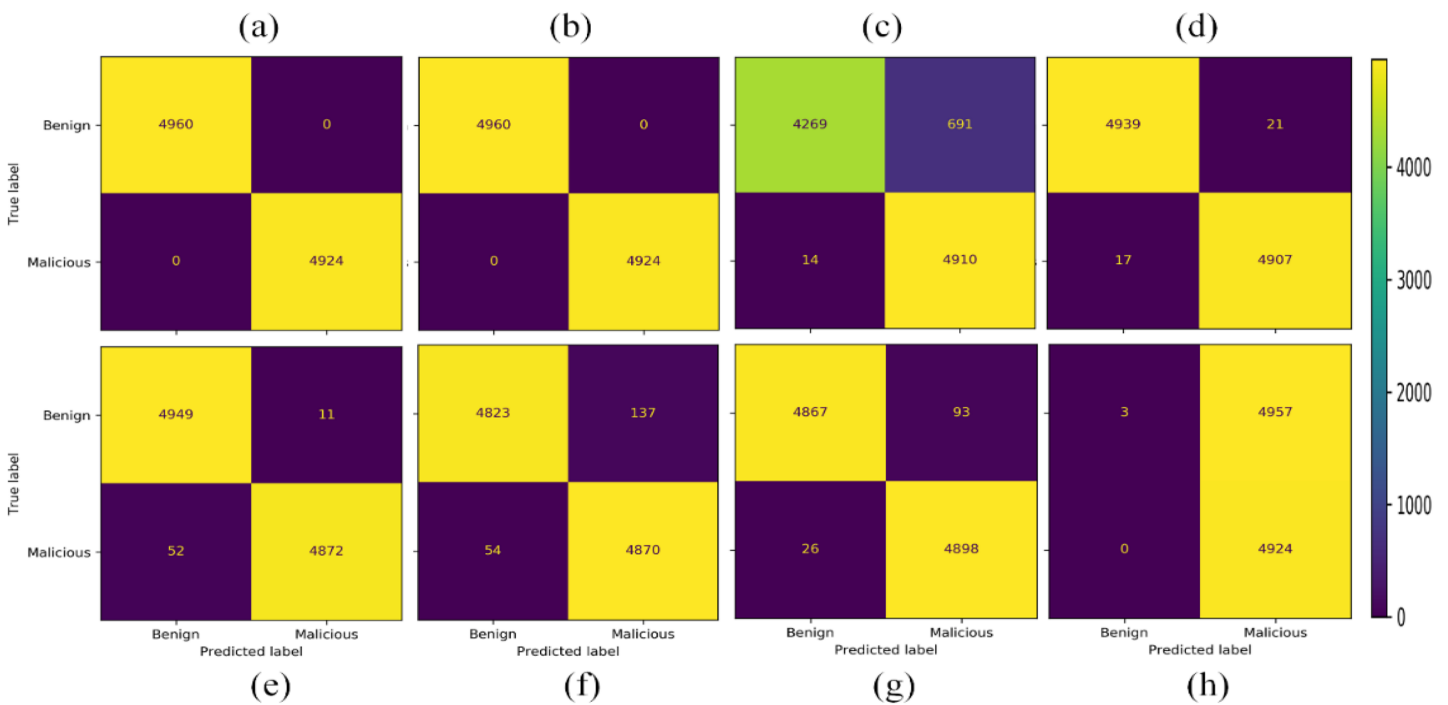 (a) (b) (c) (d)
Benign 4960 0 4960 0 4269 691 4939 21
True label
4000
Malicious 0 4924 0 4924 14 4910 17 4907
3000
2000
Benign 4949 11 4823 137 4867 93 3 4957
True label
1000
Malicious 52 4872 54 4870 26 4898 0 4924
0
Benign Malicious Benign Malicious Benign Malicious Benign Malicious
Predicted label Predicted label Predicted label Predicted label
(e) (f) (g) (h)